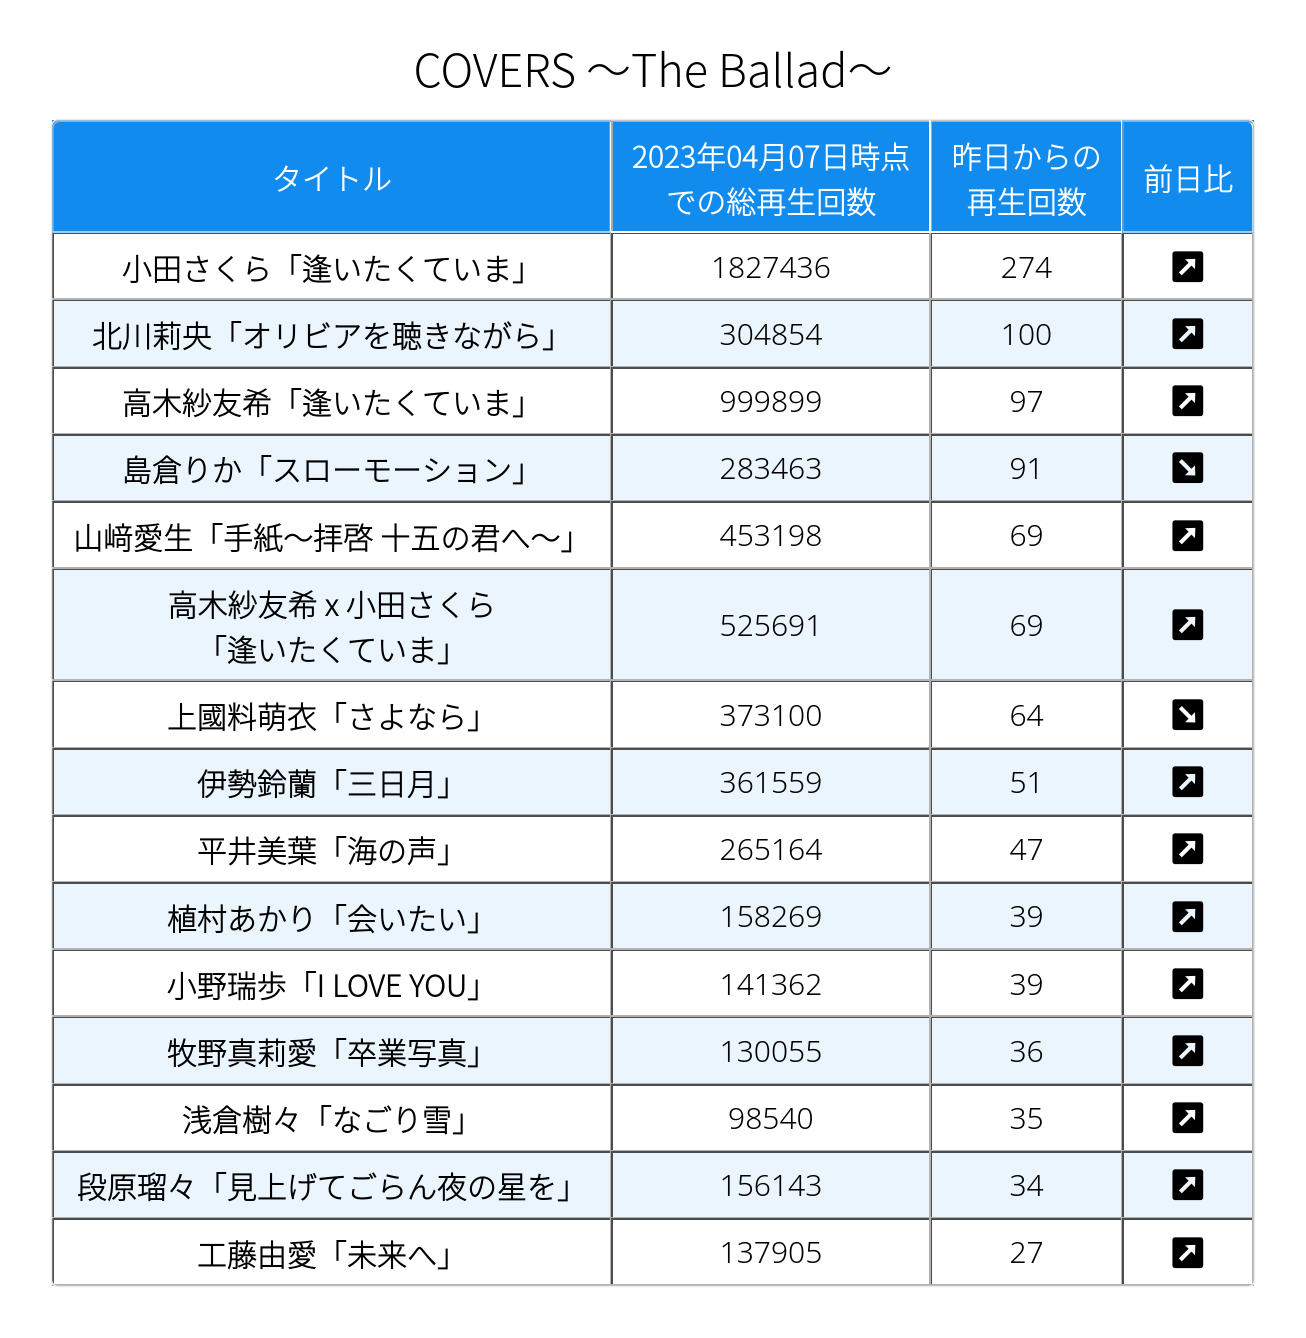 COVERS ～The Ballad～
タイトル 2023年04月07日時点での総再生回数 昨日からの再生回数 前日比
小田さくら「逢いたくていま」 1827436 274 ↗
北川莉央「オリビアを聴きながら」 304854 100 ↗
高木紗友希「逢いたくていま」 999899 97 ↗
島倉りか「スローモーション」 283463 91 ↘
山﨑愛生「手紙～拝啓 十五の君へ～」 453198 69 ↗
高木紗友希 x 小田さくら
「逢いたくていま」 525691 69 ↗
上國料萌衣「さよなら」 373100 64 ↘
伊勢鈴蘭「三日月」 361559 51 ↗
平井美葉「海の声」 265164 47 ↗
植村あかり「会いたい」 158269 39 ↗
小野瑞歩「I LOVE YOU」 141362 39 ↗
牧野真莉愛「卒業写真」 130055 36 ↗
浅倉樹々「なごり雪」 98540 35 ↗
段原瑠々「見上げてごらん夜の星を」 156143 34 ↗
工藤由愛「未来へ」 137905 27 ↗